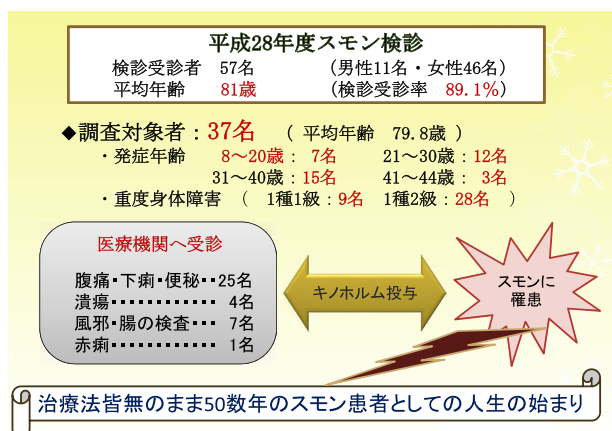 平成28年度スモン検診
検診受診者 57名 （男性11名・女性46名）
平均年齢 81歳 （検診受診率 89.1％）
◆調査対象者：37名 （ 平均年齢 79.8歳 ）
・発症年齢 8～20歳：7名 21～30歳：12名
31～40歳：15名 41～44歳：3名
・重度身体障害 （ 1種1級：9名 1種2級：28名 ）
医療機関へ受診
腹痛・下痢・便秘・・25名
潰瘍・・・・・・・・・・・・・ 4名
風邪・腸の検査・・・ 7名
赤痢・・・・・・・・・・・・・ 1名
キノホルム投与
スモンに
罹患
治療法皆無のまま50数年のスモン患者としての人生の始まり